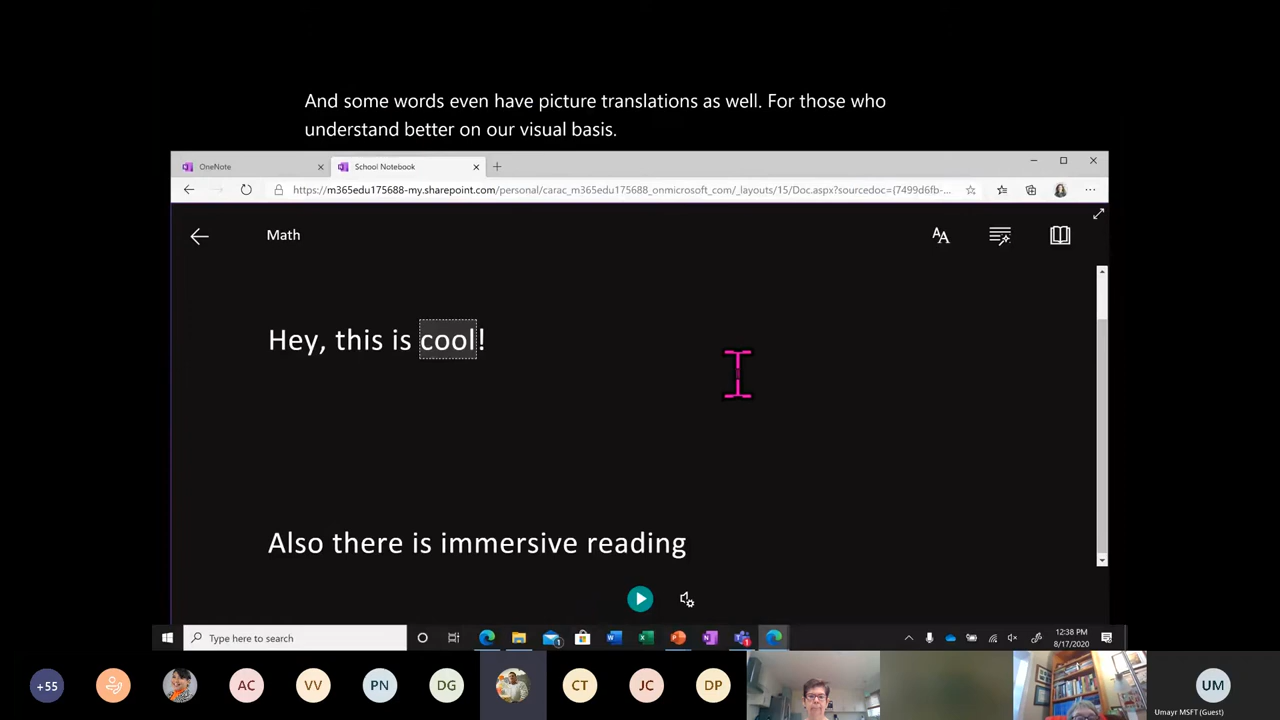 And some words even have picture translations as well. For those who
understand better on our visual basis.
OneNote
School Notebook
https://m365edu175688-my.sharepoint.com/personal/carac_m365edu175688_onmicrosoft_com/_layouts/15/Doc.aspx?sourcedoc={7499d6fb-...
Math
Hey, this is cool!
Also there is immersive reading
Type here to search
12:38 PM
8/17/2020
+55
AC
VV
PN
DG
CT
JC
DP
UM
Umayr MSFT (Guest)